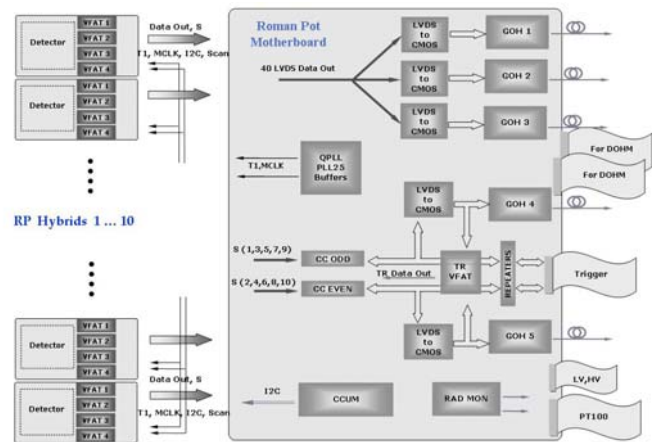 VFAT 1
VFAT 2
VFAT 3
VFAT 4
Detector
Data Out, S
T1, MCLK, I2C, Scan
VFAT 1
VFAT 2
VFAT 3
VFAT 4
Detector
RP Hybrids 1 ... 10
VFAT 1
VFAT 2
VFAT 3
VFAT 4
Detector
VFAT 1
VFAT 2
VFAT 3
VFAT 4
Detector
Data Out, S
T1, MCLK, I2C, Scan
Roman Pot
Motherboard
40 LVDS Data Out
LVDS
to
CMOS
GOH 1
LVDS
to
CMOS
GOH 2
LVDS
to
CMOS
GOH 3
For DOHM
For DOHM
T1,MCLK
QPLL
PLL25
Buffers
LVDS
to
CMOS
GOH 4
S (1,3,5,7,9)
CC ODD
TR Data Out
S (2,4,6,8,10)
CC EVEN
TR
VFAT
REPEATERS
Trigger
LVDS
to
CMOS
GOH 5
I2C
CCUM
RAD MON
LV,HV
PT100